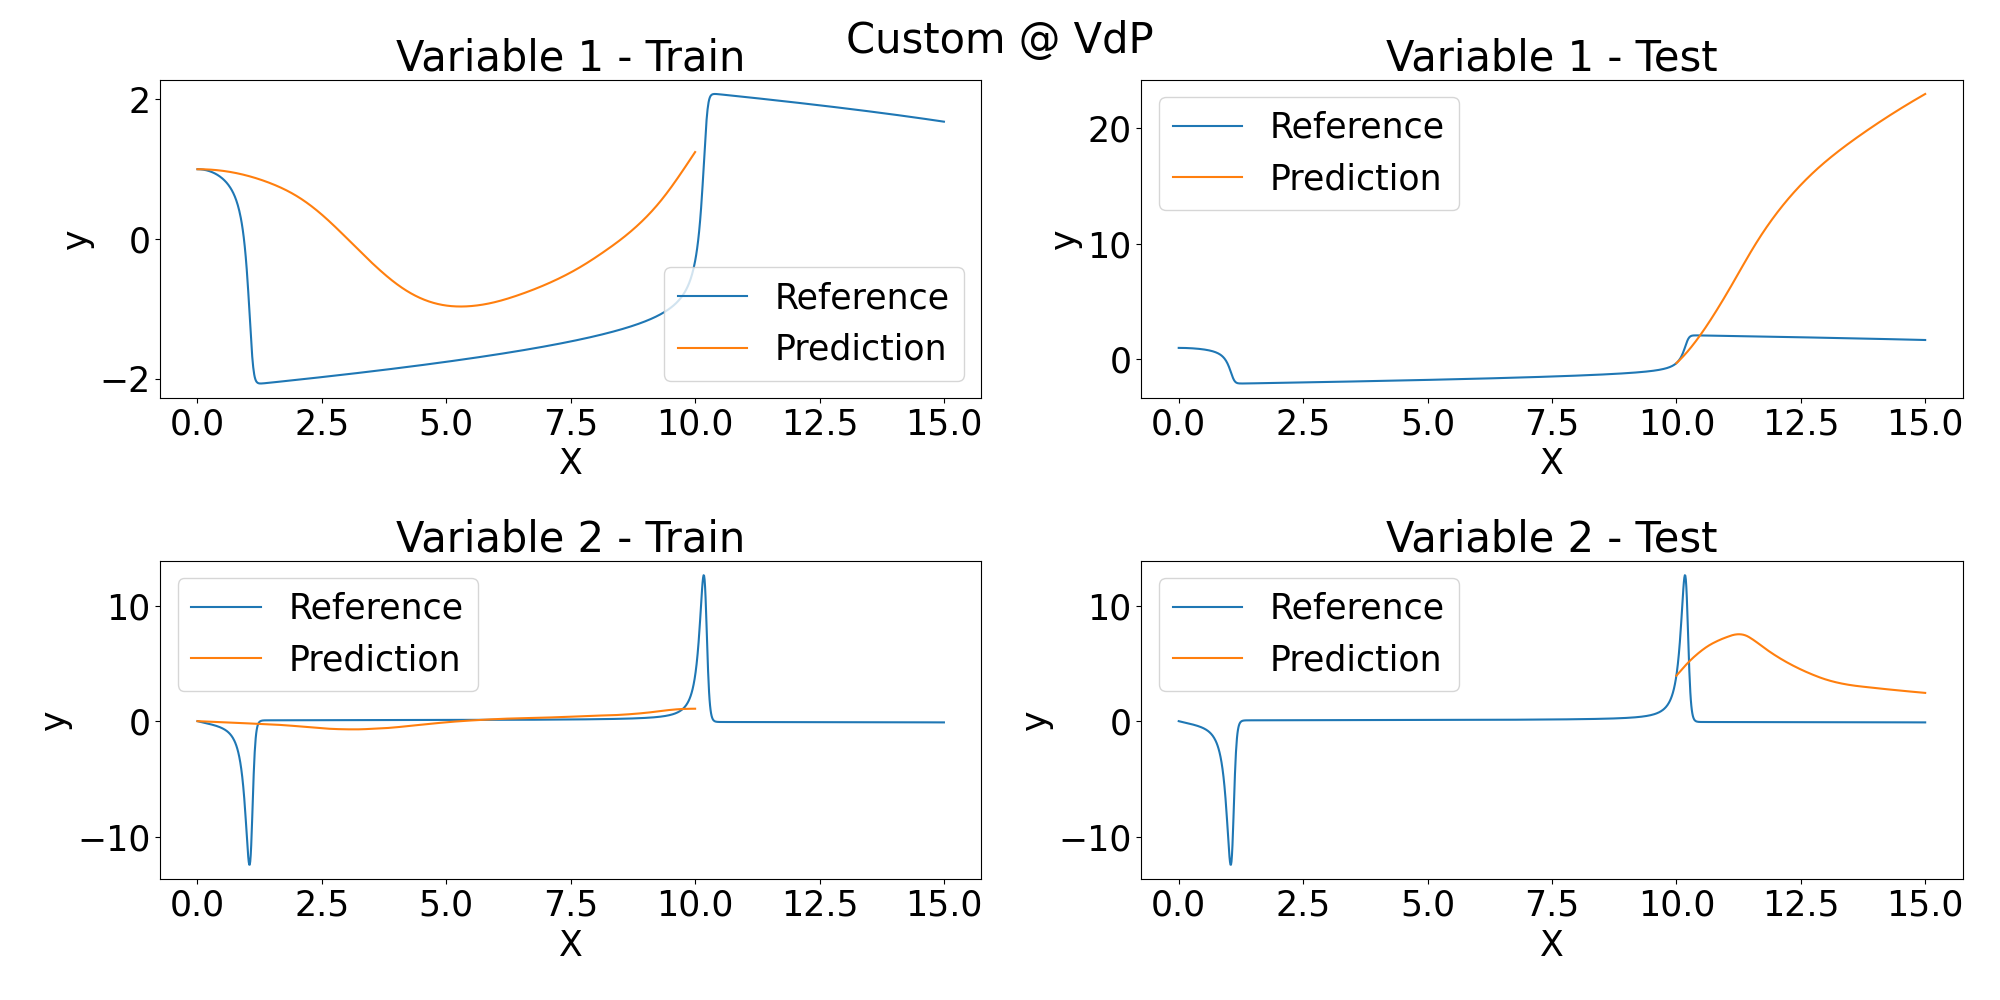 Custom @ VdP
Variable 1 - Train
2
0
−2
y
Reference
Prediction
0.0 2.5 5.0 7.5 10.0 12.5 15.0
X
Variable 1 - Test
20
10
0
y
Reference
Prediction
0.0 2.5 5.0 7.5 10.0 12.5 15.0
X
Variable 2 - Train
10
0
−10
y
Reference
Prediction
0.0 2.5 5.0 7.5 10.0 12.5 15.0
X
Variable 2 - Test
10
0
−10
y
Reference
Prediction
0.0 2.5 5.0 7.5 10.0 12.5 15.0
X